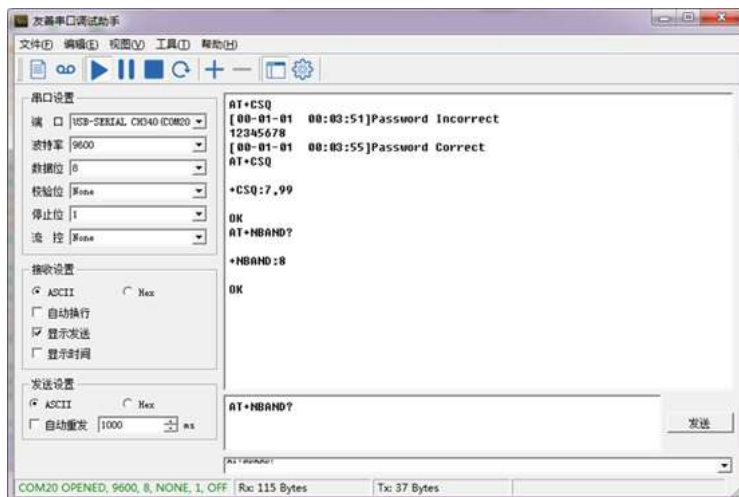 友善串口调试助手
文件(F) 编辑(E) 视图(V) 工具(T) 帮助(H)
串口设置
端 口 USB-SERIAL CH340 (COM20
波特率 9600
数据位 8
校验位 None
停止位 1
流 控 None
接收设置
ASCII Hex
自动换行
显示发送
显示时间
发送设置
ASCII Hex
自动重发 1000 ms
AT+CSQ
[00-01-01 00:03:51]Password Incorrect
12345678
[00-01-01 00:03:55]Password Correct
AT+CSQ
+CSQ:7,99
OK
AT+NBAND?
+NBAND:8
OK
AT+NBAND?
发送
AT+NBAND?
COM20 OPENED, 9600, 8, NONE, 1, OFF Rx: 115 Bytes Tx: 37 Bytes